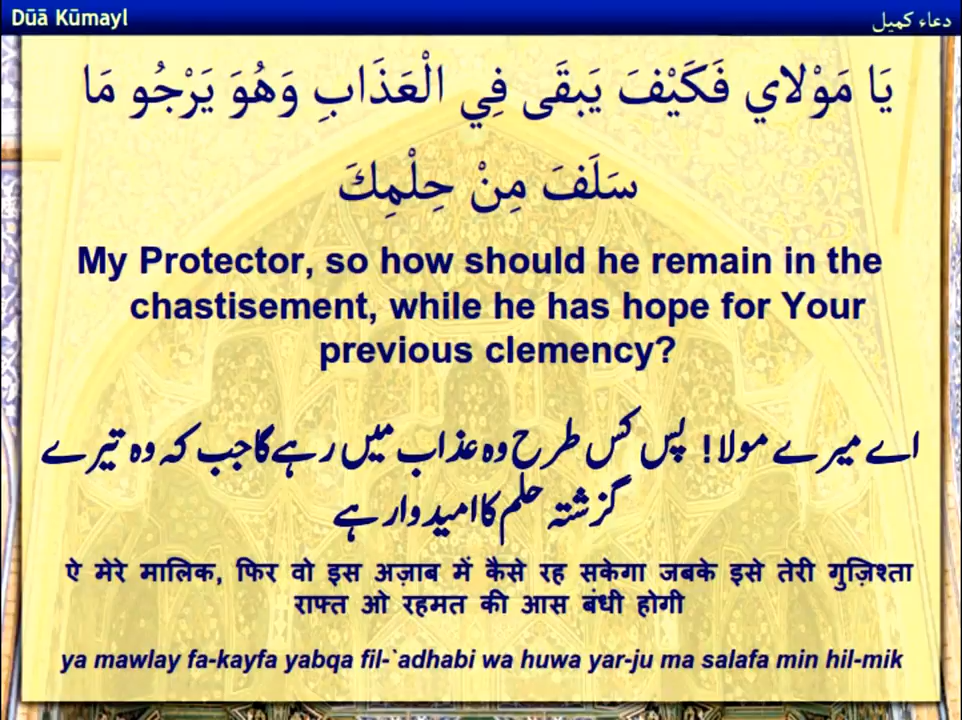 Dūā Kūmayl
دعاء كميل
يَا مَوْلَاي فَكَيْفَ يَبقَى فِي الْعَذَابِ وَهُوَ يَرْجُو مَا
سَلَفَ مِنْ حِلْمِكَ
My Protector, so how should he remain in the
chastisement, while he has hope for Your
previous clemency?
اے میرے مولا! پس کس طرح وہ عذاب میں رہے گا جب کہ وہ تیرے
گزشتہ حلم کا امیدوار ہے
ऐ मेरे मालिक, फिर वो इस अज़ाब में कैसे रह सकेगा जबके इसे तेरी गुज़िश्ता
राफ्त ओ रहमत की आस बंधी होगी
ya mawlay fa-kayfa yabqa fil-`adhabi wa huwa yar-ju ma salafa min hil-mik